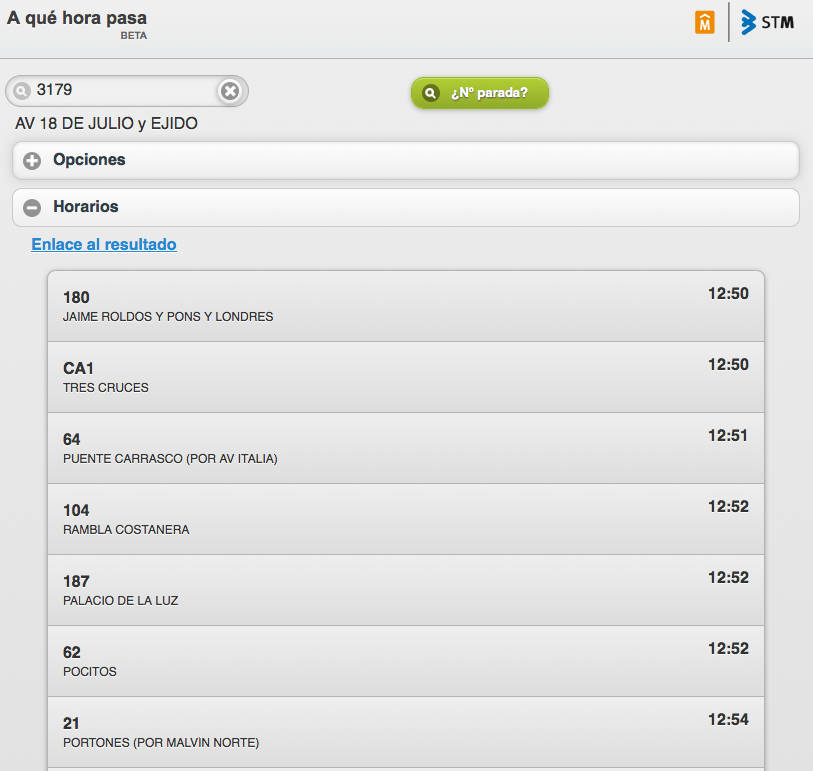 A qué hora pasa
BETA
M
STM
3179
¿Nº parada?
AV 18 DE JULIO y EJIDO
Opciones
Horarios
Enlace al resultado
180
12:50
JAIME ROLDOS Y PONS Y LONDRES
CA1
12:50
TRES CRUCES
64
12:51
PUENTE CARRASCO (POR AV ITALIA)
104
12:52
RAMBLA COSTANERA
187
12:52
PALACIO DE LA LUZ
62
12:52
POCITOS
21
12:54
PORTONES (POR MALVIN NORTE)